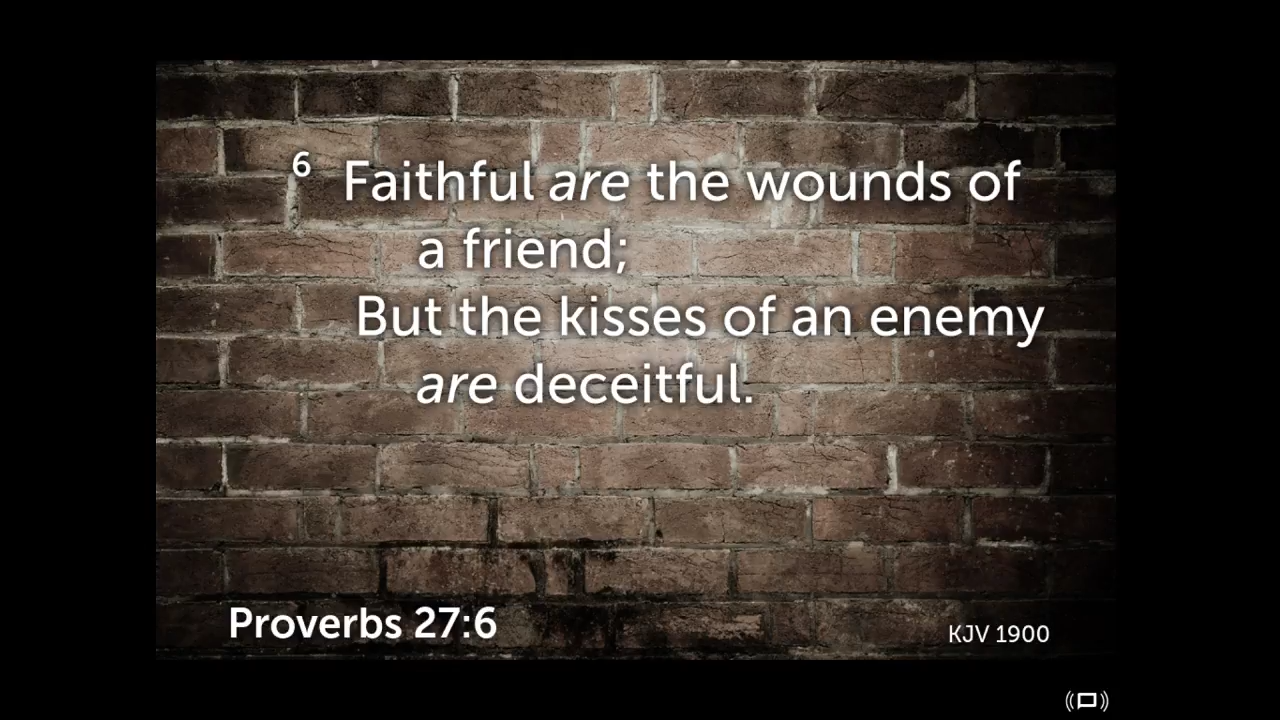 6 Faithful are the wounds of
a friend;
But the kisses of an enemy
are deceitful.
Proverbs 27:6
KJV 1900